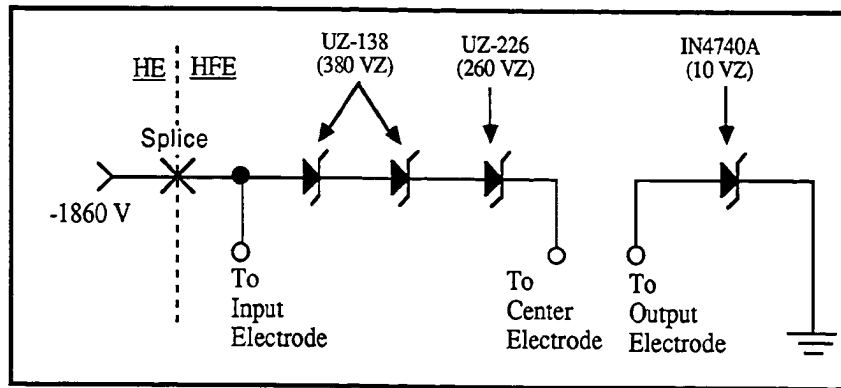 UZ-138
(380 VZ)
UZ-226
(260 VZ)
IN4740A
(10 VZ)
HE HFE
Splice
-1860 V
To
Input
Electrode
To
Center
Electrode
To
Output
Electrode